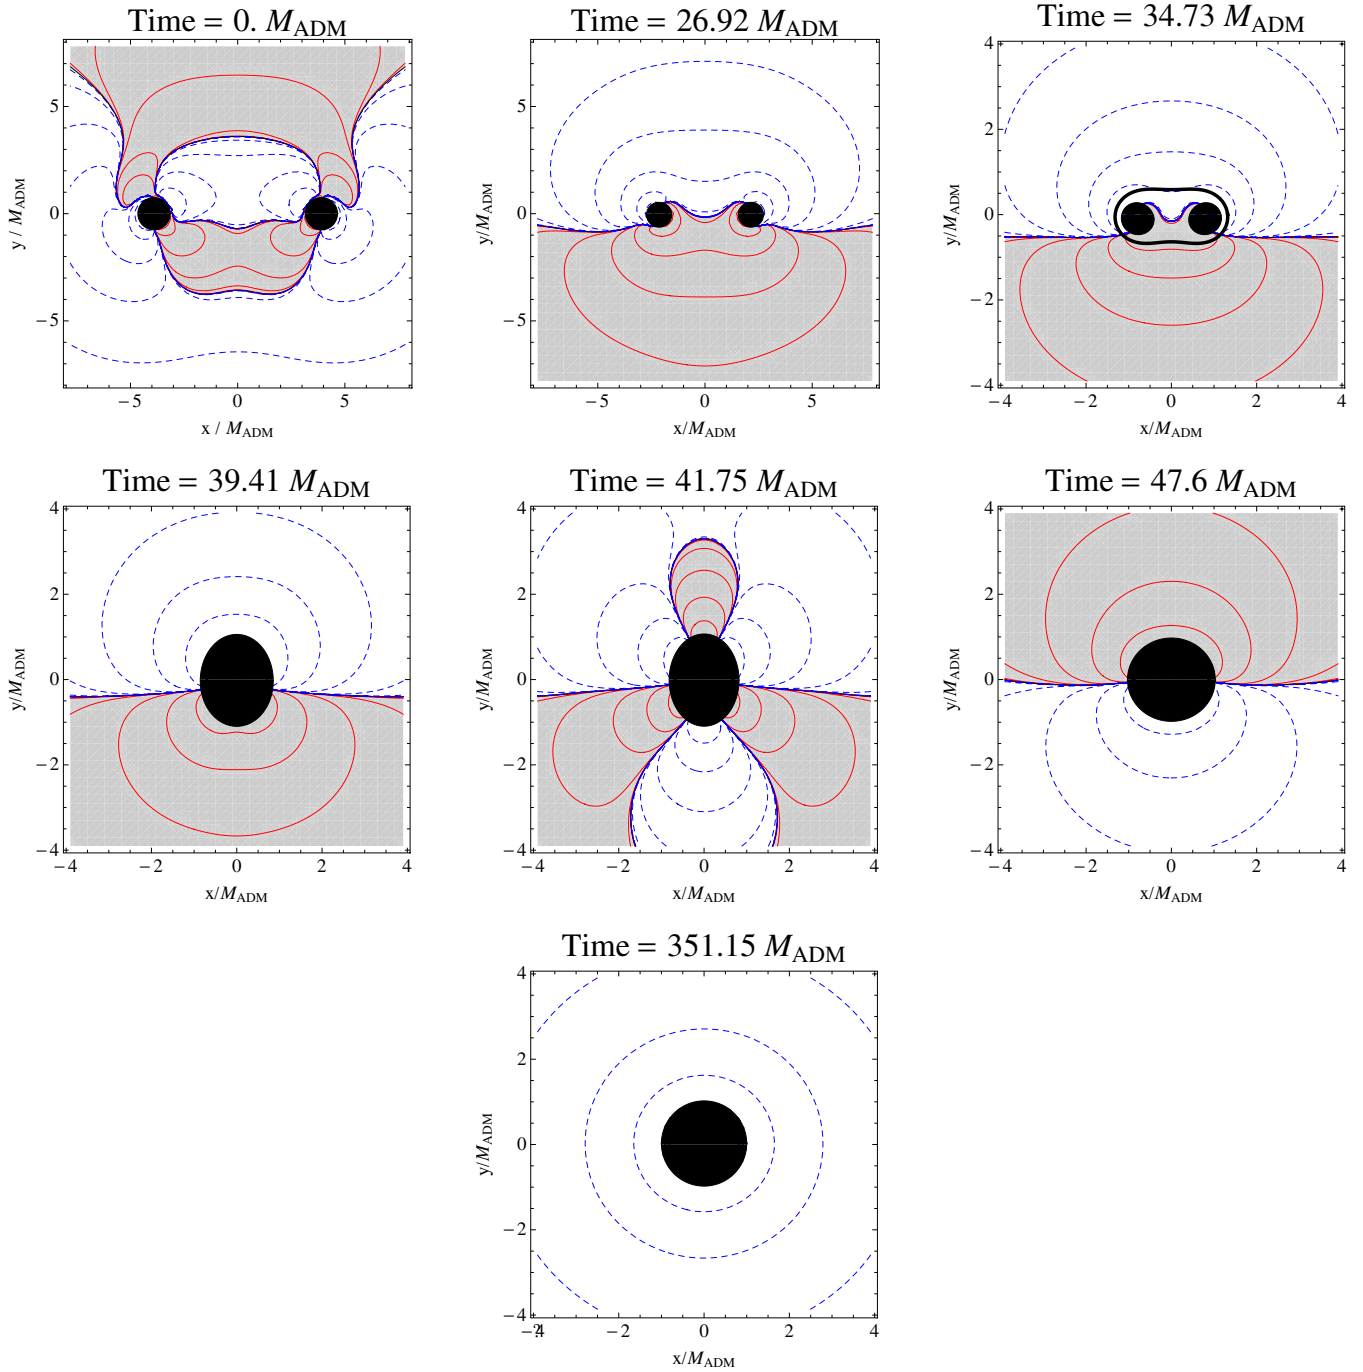 Time = 0. M_ADM
Time = 26.92 M_ADM
Time = 34.73 M_ADM
5
0
−5
y / M_ADM
−5 0 5
x / M_ADM
5
0
−5
y/M_ADM
−5 0 5
x/M_ADM
4
2
0
−2
−4
y/M_ADM
−4 −2 0 2 4
x/M_ADM
Time = 39.41 M_ADM
Time = 41.75 M_ADM
Time = 47.6 M_ADM
4
2
0
−2
−4
y/M_ADM
−4 −2 0 2 4
x/M_ADM
4
2
0
−2
−4
y/M_ADM
−4 −2 0 2 4
x/M_ADM
4
2
0
−2
−4
y/M_ADM
−4 −2 0 2 4
x/M_ADM
Time = 351.15 M_ADM
4
2
0
−2
−4
y/M_ADM
−2 0 2 4
x/M_ADM